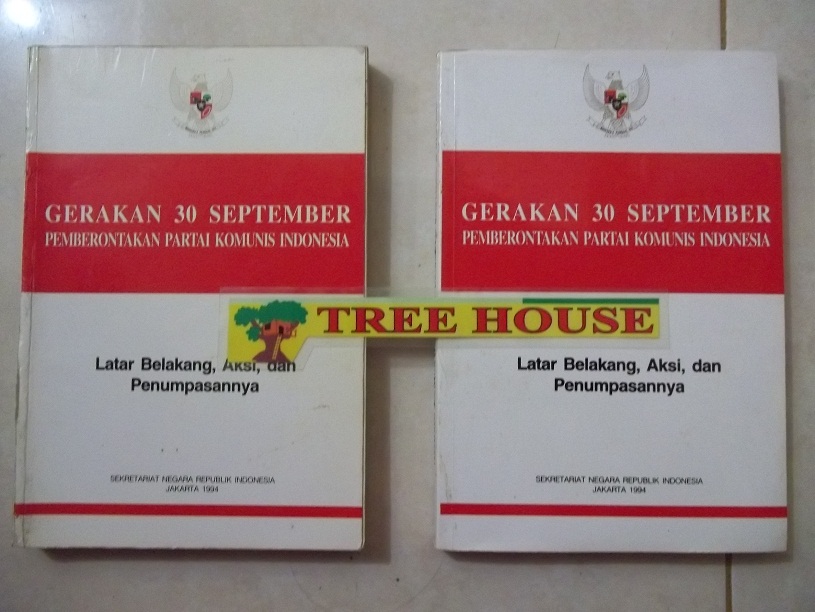 GERAKAN 30 SEPTEMBER
PEMBERONTAKAN PARTAI KOMUNIS INDONESIA
Latar Belakang, Aksi, dan
Penumpasannya
SEKRETARIAT NEGARA REPUBLIK INDONESIA
JAKARTA 1994
GERAKAN 30 SEPTEMBER
PEMBERONTAKAN PARTAI KOMUNIS INDONESIA
Latar Belakang, Aksi, dan
Penumpasannya
SEKRETARIAT NEGARA REPUBLIK INDONESIA
JAKARTA 1994
TREE HOUSE